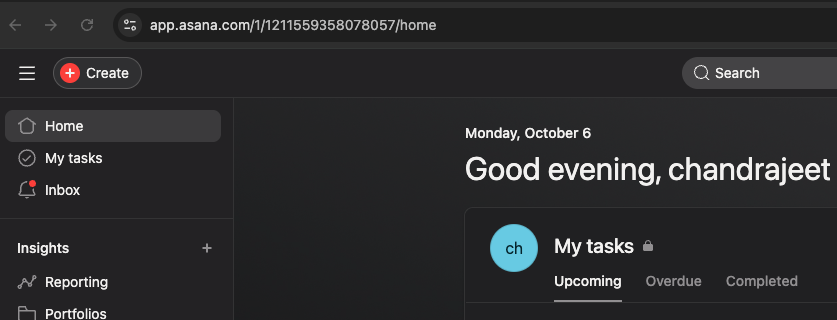 app.asana.com/1/1211559358078057/home
Create
Search
Home
My tasks
Inbox
Insights
Reporting
Portfolios
Monday, October 6
Good evening, chandrajeet
ch
My tasks
Upcoming Overdue Completed